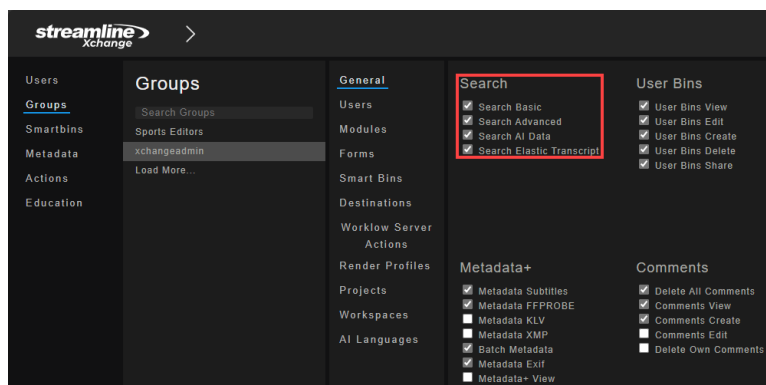 streamline
Xchange
Users
Groups
Smartbins
Metadata
Actions
Education
Groups
Search Groups
Sports Editors
xchangeadmin
Load More...
General
Users
Modules
Forms
Smart Bins
Destinations
Worklow Server
Actions
Render Profiles
Projects
Workspaces
AI Languages
Search
Search Basic
Search Advanced
Search AI Data
Search Elastic Transcript
User Bins
User Bins View
User Bins Edit
User Bins Create
User Bins Delete
User Bins Share
Metadata+
Metadata Subtitles
Metadata FFPROBE
Metadata KLV
Metadata XMP
Batch Metadata
Metadata Exif
Metadata+ View
Comments
Delete All Comments
Comments View
Comments Create
Comments Edit
Delete Own Comments